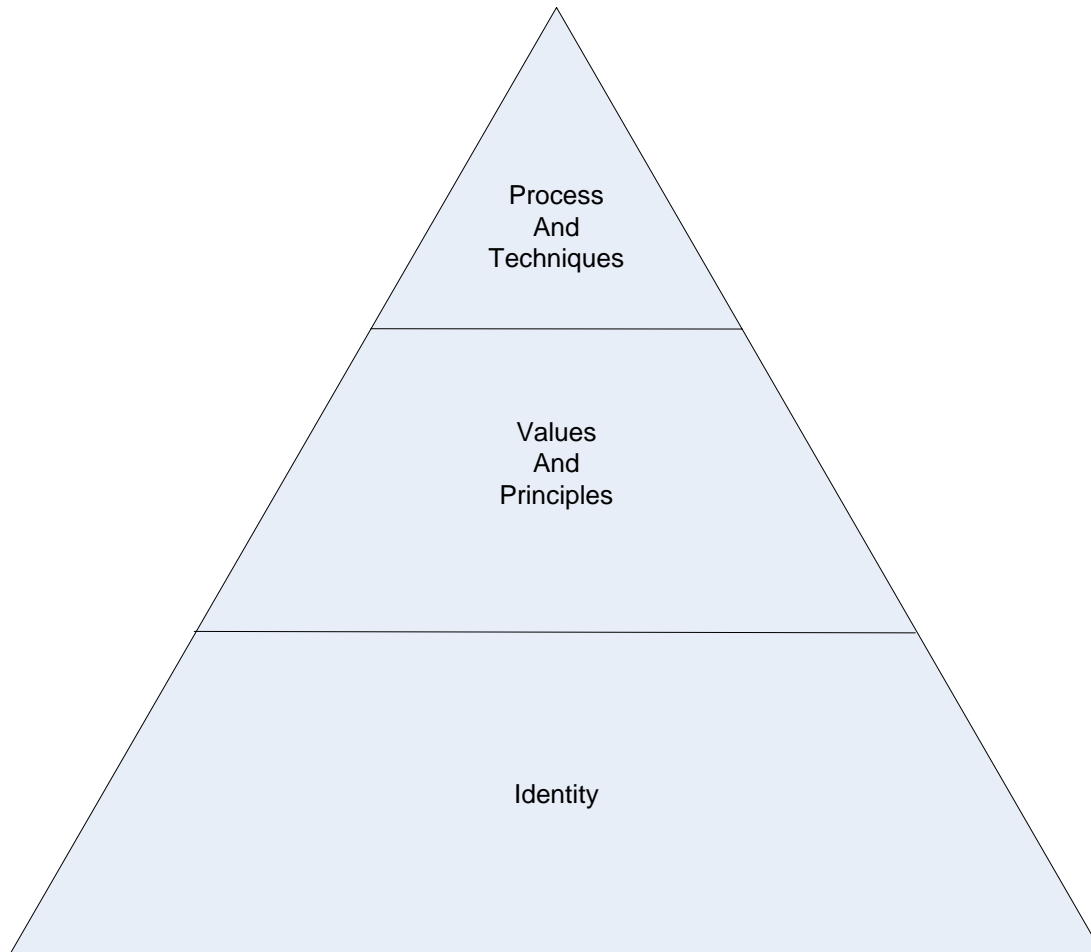 Process
And
Techniques
Values
And
Principles
Identity